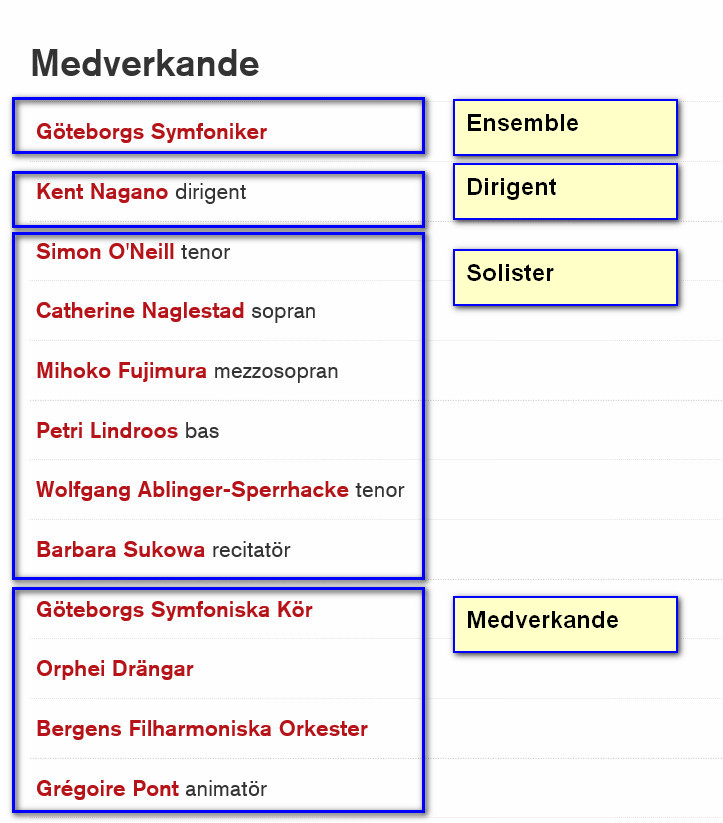 Medverkande
Göteborgs Symfoniker
Ensemble
Kent Nagano dirigent
Dirigent
Simon O'Neill tenor
Solister
Catherine Naglestad sopran
Mihoko Fujimura mezzosopran
Petri Lindroos bas
Wolfgang Ablinger-Sperrhacke tenor
Barbara Sukowa recitatör
Göteborgs Symfoniska Kör
Medverkande
Orphei Drängar
Bergens Filharmoniska Orkester
Grégoire Pont animatör